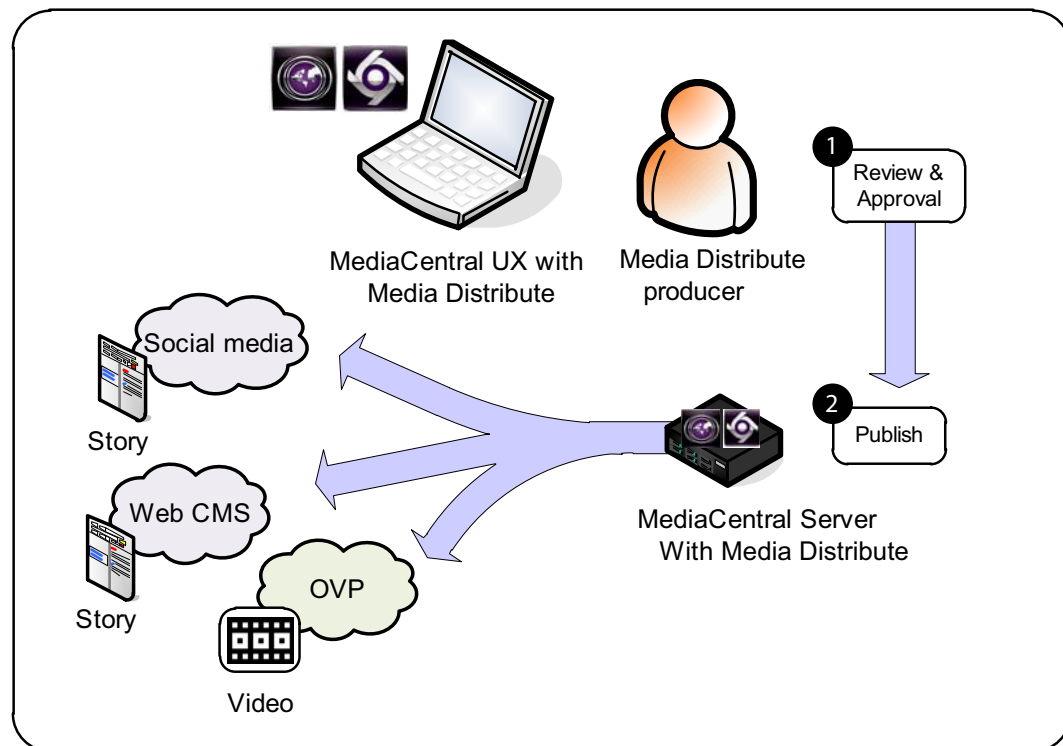 1
Review &
Approval
MediaCentral UX with
Media Distribute
Media Distribute
producer
Social media
Story
2
Publish
Web CMS
MediaCentral Server
With Media Distribute
Story
OVP
Video